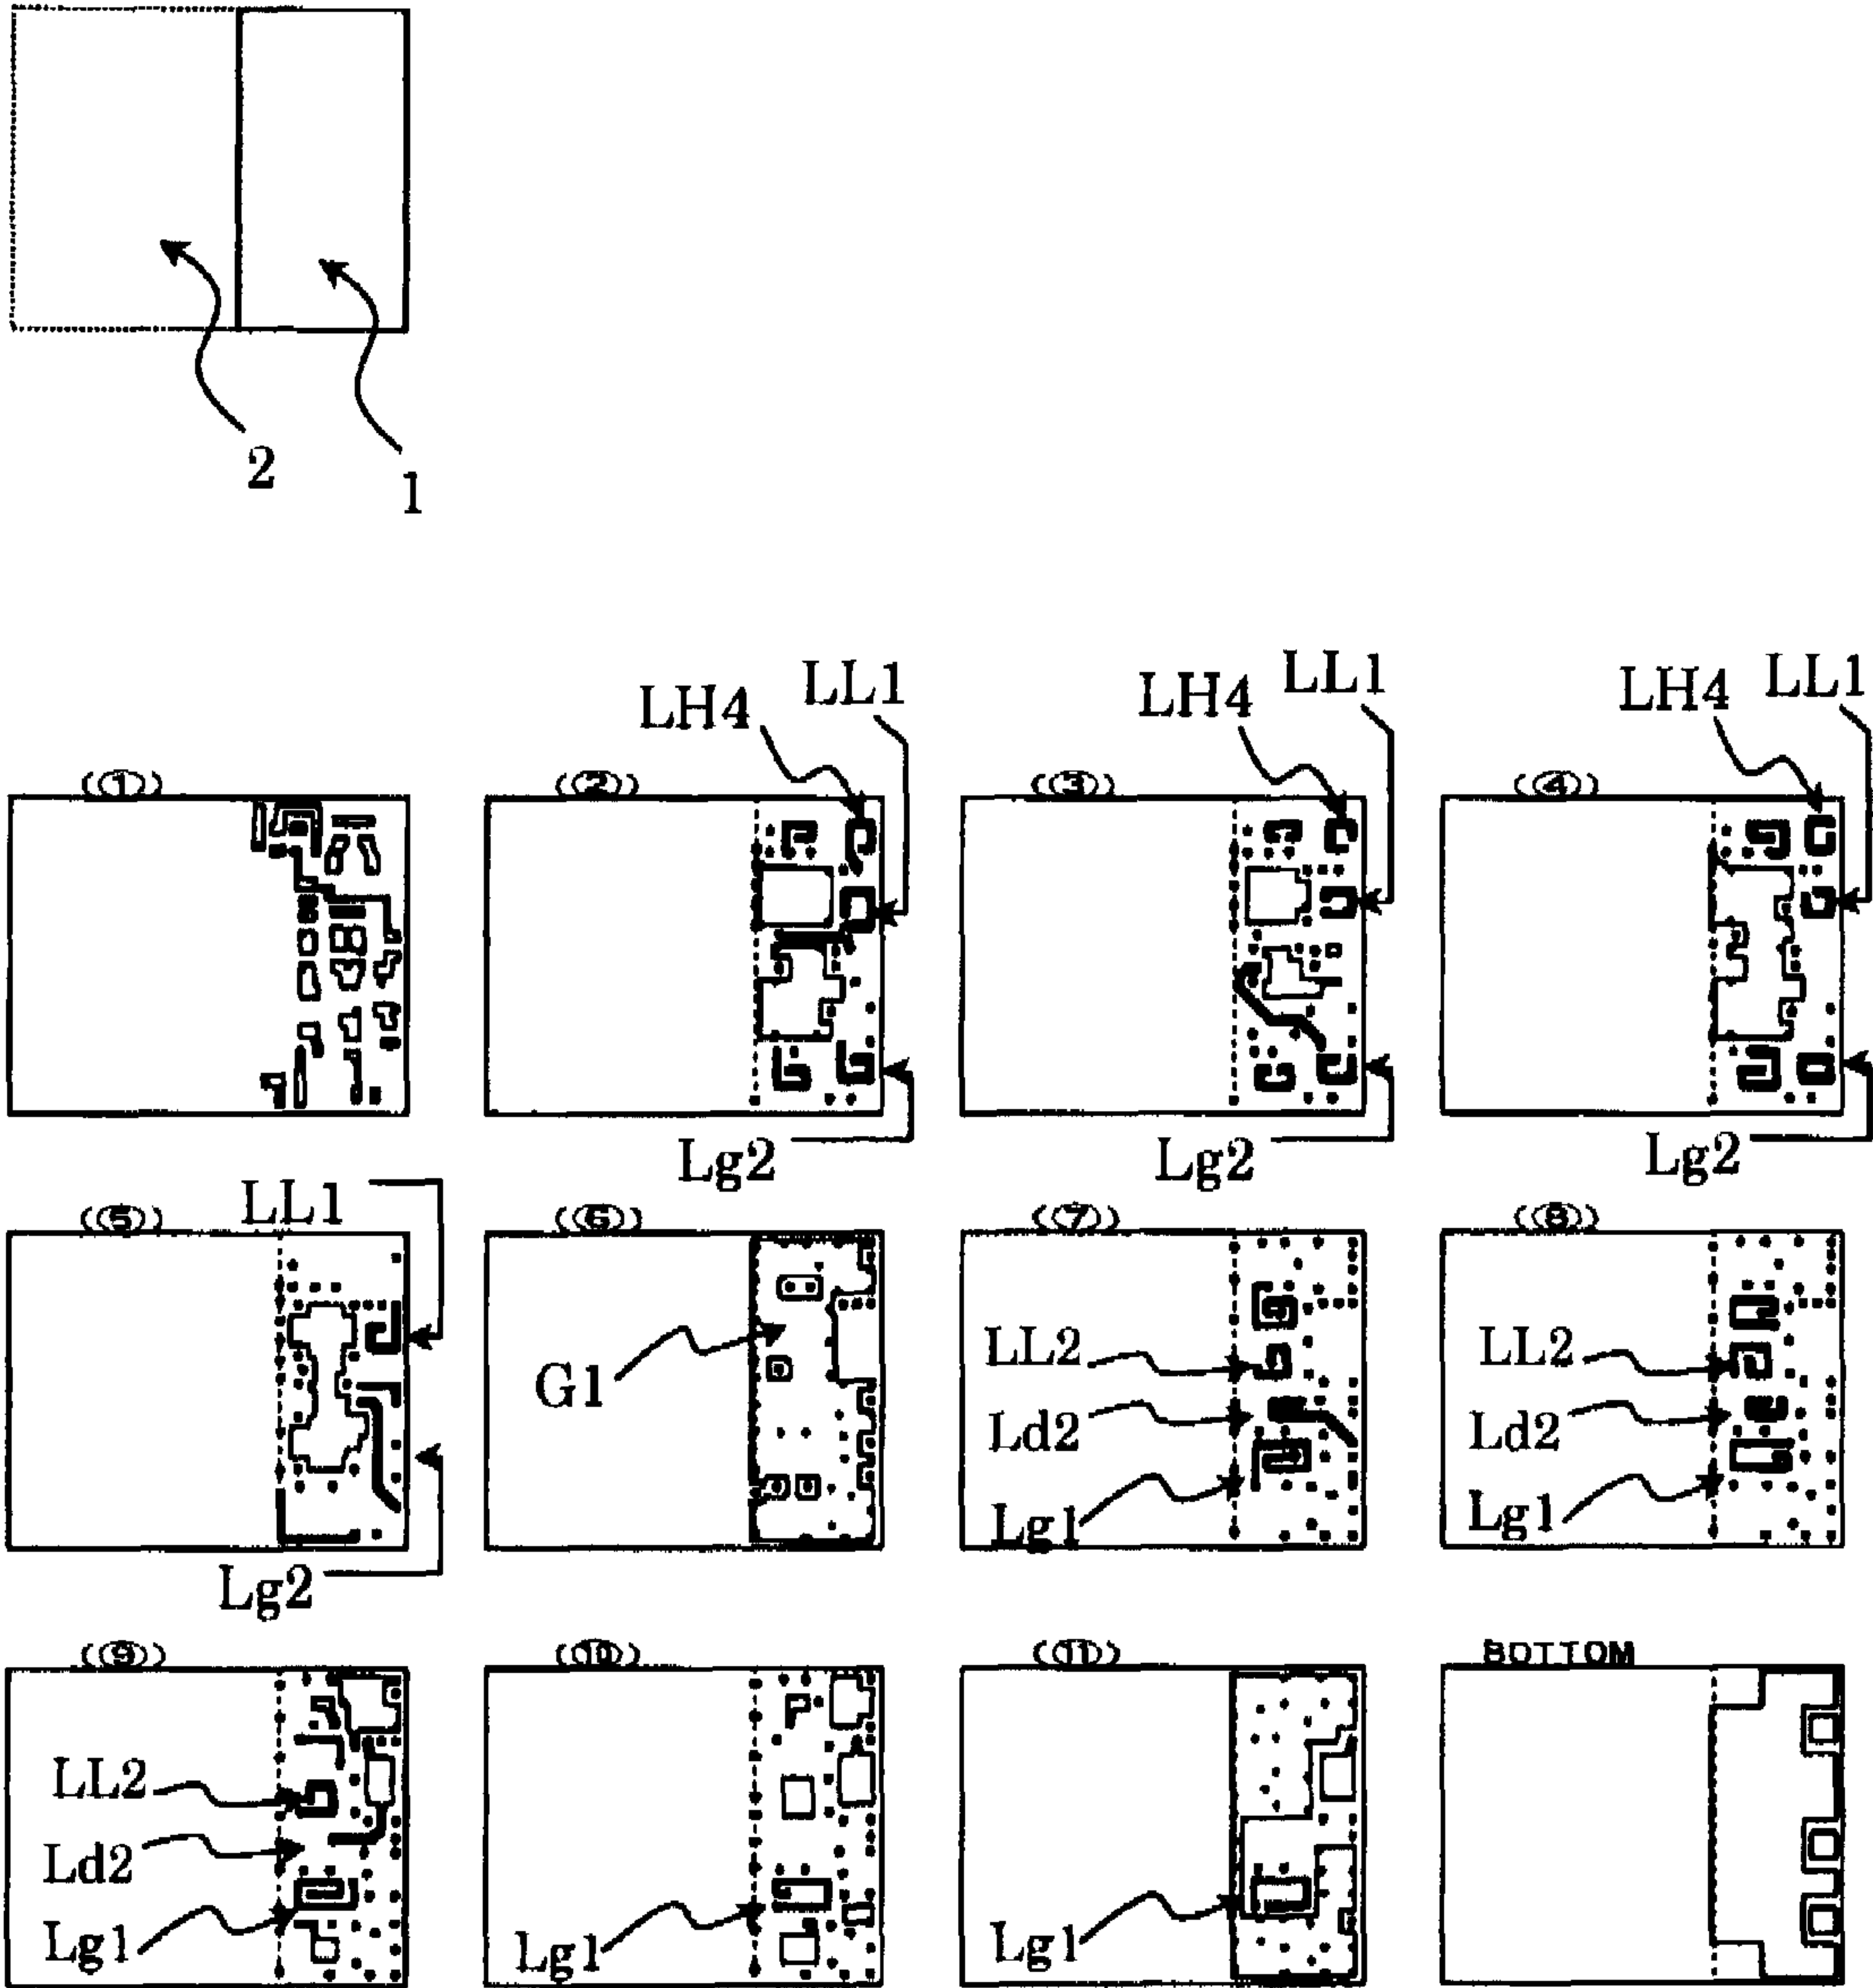 2
1
LH4 LL1 LH4 LL1 LH4 LL1
((①)) ((②)) ((③)) ((④))
Lg2 Lg2 Lg2
((⑤)) LL1 ((⑥)) ((⑦)) ((⑧))
G1 LL2 LL2
Ld2 Ld2
Lg1 Lg1
Lg2
((⑨)) ((⑩)) ((⑪)) BOTTOM
LL2
Ld2
Lg1 Lg1 Lg1